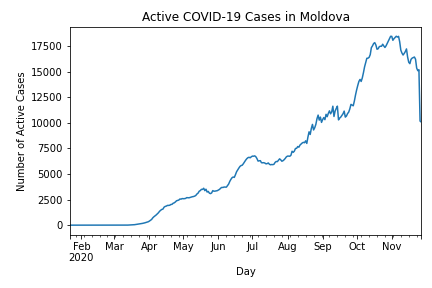 Active COVID-19 Cases in Moldova
Number of Active Cases
17500
15000
12500
10000
7500
5000
2500
0
Feb Mar Apr May Jun Jul Aug Sep Oct Nov
2020
Day